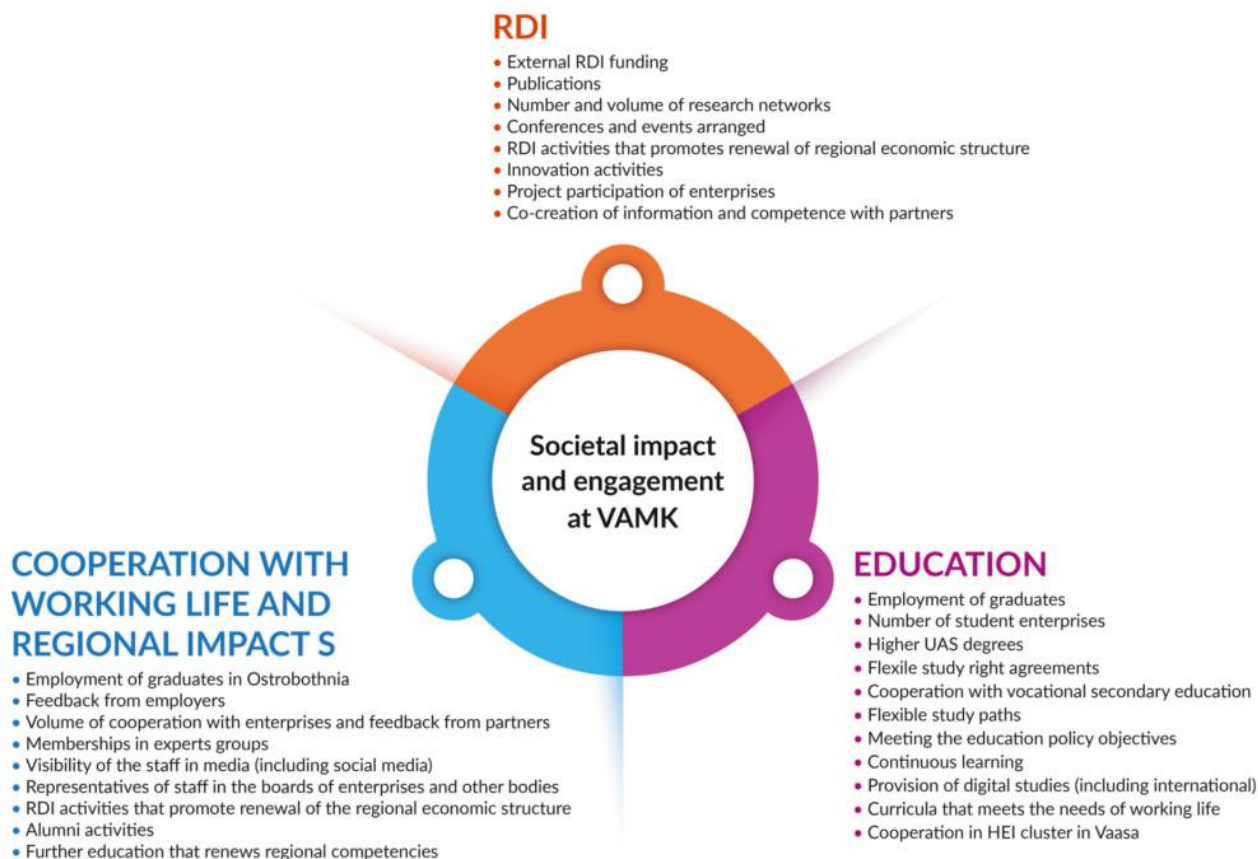 RDI
• External RDI funding
• Publications
• Number and volume of research networks
• Conferences and events arranged
• RDI activities that promotes renewal of regional economic structure
• Innovation activities
• Project participation of enterprises
• Co-creation of information and competence with partners
Societal impact
and engagement
at VAMK
COOPERATION WITH
WORKING LIFE AND
REGIONAL IMPACT S
• Employment of graduates in Ostrobothnia
• Feedback from employers
• Volume of cooperation with enterprises and feedback from partners
• Memberships in experts groups
• Visibility of the staff in media (including social media)
• Representatives of staff in the boards of enterprises and other bodies
• RDI activities that promote renewal of the regional economic structure
• Alumni activities
• Further education that renews regional competencies
EDUCATION
• Employment of graduates
• Number of student enterprises
• Higher UAS degrees
• Flexile study right agreements
• Cooperation with vocational secondary education
• Flexible study paths
• Meeting the education policy objectives
• Continuous learning
• Provision of digital studies (including international)
• Curricula that meets the needs of working life
• Cooperation in HEI cluster in Vaasa